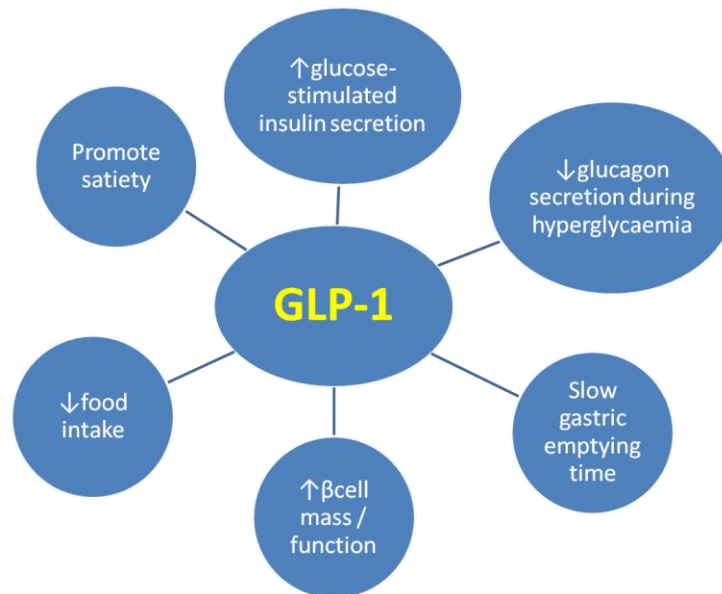 ↑glucose-
stimulated
insulin secretion
Promote
satiety
↓glucagon
secretion during
hyperglycaemia
GLP-1
↓food
intake
Slow
gastric
emptying
time
↑βcell
mass /
function